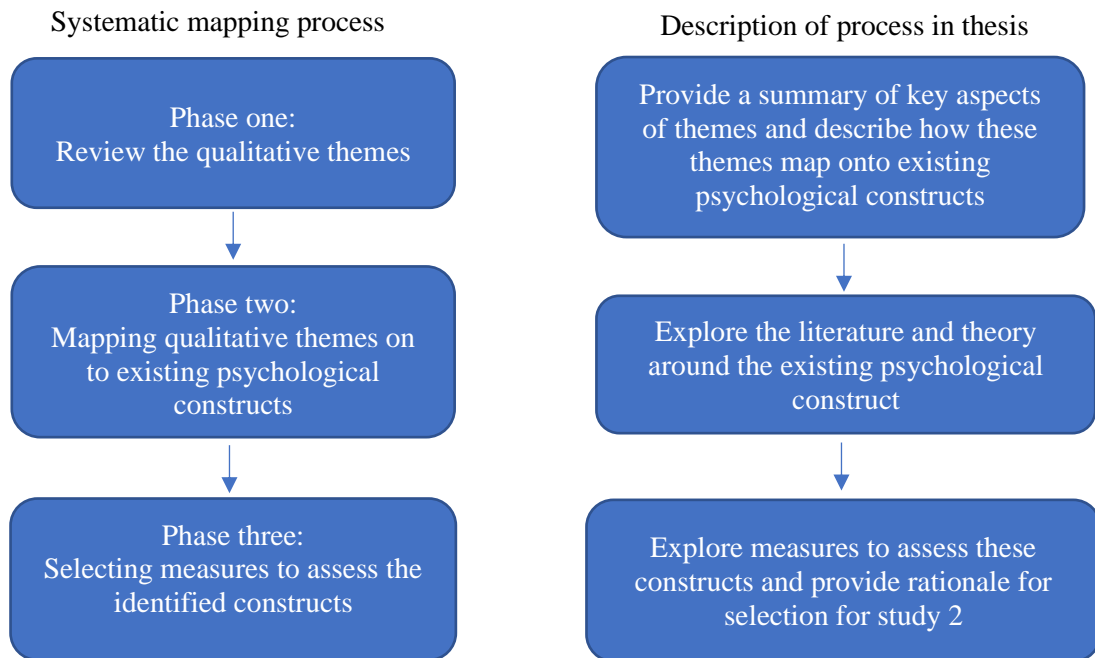 Systematic mapping process
Phase one:
Review the qualitative themes
Phase two:
Mapping qualitative themes on
to existing psychological
constructs
Phase three:
Selecting measures to assess the
identified constructs
Description of process in thesis
Provide a summary of key aspects
of themes and describe how these
themes map onto existing
psychological constructs
Explore the literature and theory
around the existing psychological
construct
Explore measures to assess these
constructs and provide rationale for
selection for study 2